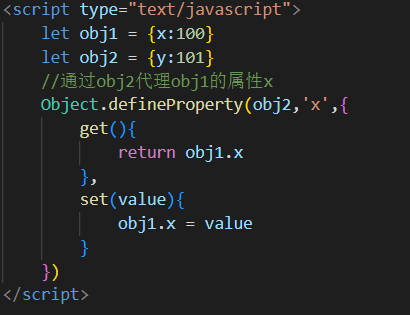 <script type="text/javascript">
let obj1 = {x:100}
let obj2 = {y:101}
//通过obj2代理obj1的属性x
Object.defineProperty(obj2,'x',{
get(){
return obj1.x
},
set(value){
obj1.x = value
}
})
</script>